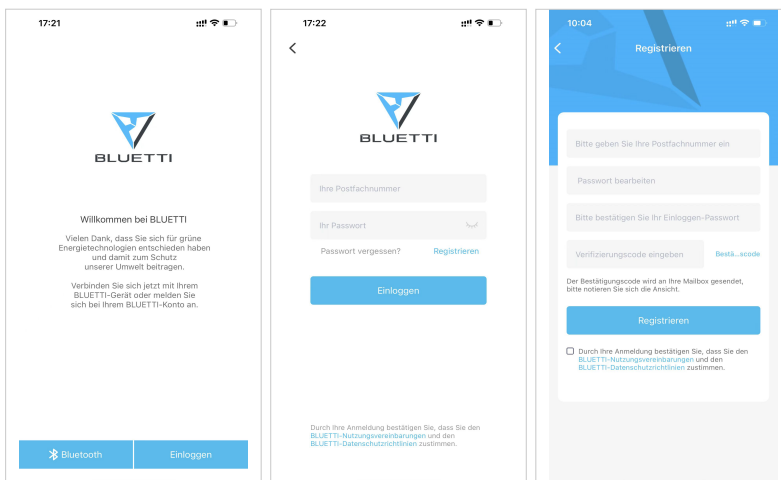 17:21
BLUETTI
Willkommen bei BLUETTI
Vielen Dank, dass Sie sich für grüne
Energietechnologien entschieden haben
und damit zum Schutz
unserer Umwelt beitragen.
Verbinden Sie sich jetzt mit Ihrem
BLUETTI-Gerät oder melden Sie
sich bei Ihrem BLUETTI-Konto an.
Bluetooth
Einloggen
17:22
BLUETTI
Ihre Postfachnummer
Ihr Passwort
Passwort vergessen?
Registrieren
Einloggen
Durch Ihre Anmeldung bestätigen Sie, dass Sie den
BLUETTI-Nutzungsvereinbarungen und den
BLUETTI-Datenschutzrichtlinien zustimmen.
10:04
Registrieren
Bitte geben Sie Ihre Postfachnummer ein
Passwort bearbeiten
Bitte bestätigen Sie Ihr Einloggen-Passwort
Verifizierungscode eingeben
Bestä...scode
Der Bestätigungscode wird an Ihre Mailbox gesendet,
bitte notieren Sie sich die Ansicht.
Registrieren
Durch Ihre Anmeldung bestätigen Sie, dass Sie den
BLUETTI-Nutzungsvereinbarungen und den
BLUETTI-Datenschutzrichtlinien zustimmen.